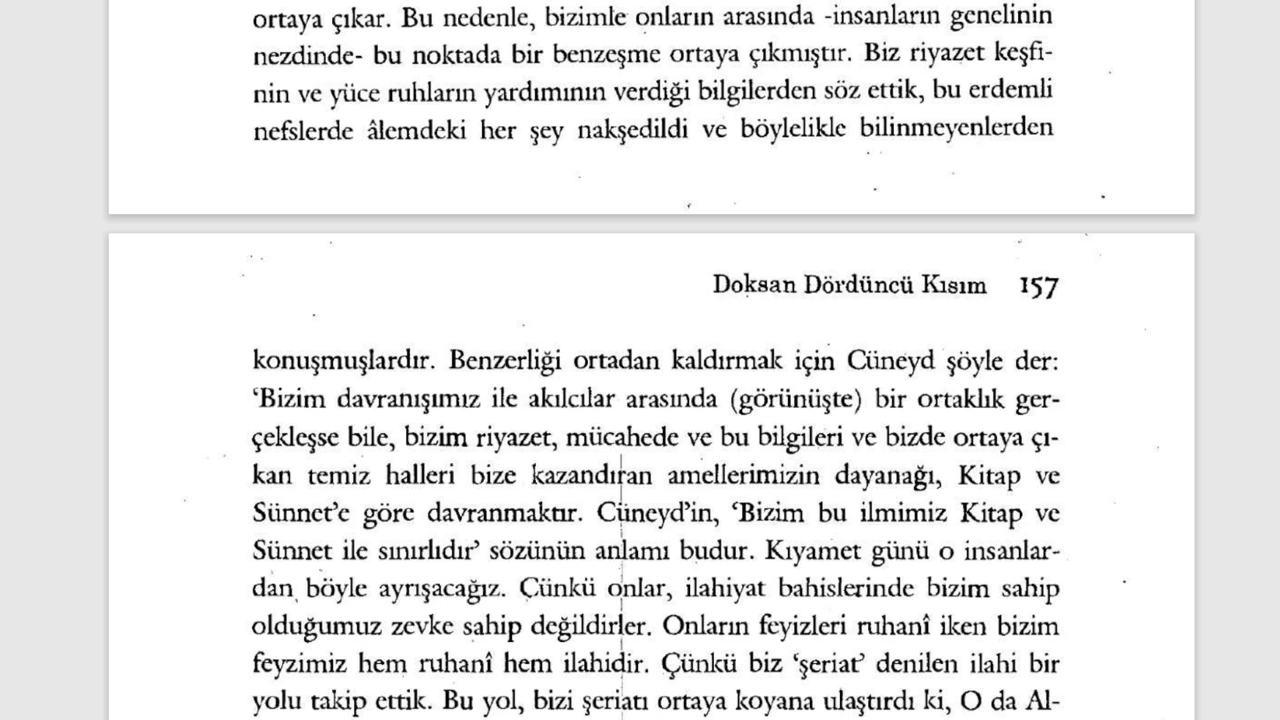 ortaya çıkar. Bu nedenle, bizimle onların arasında -insanların genelinin
nezdinde- bu noktada bir benzeşme ortaya çıkmıştır. Biz riyazet keşfi-
nin ve yüce ruhların yardımının verdiği bilgilerden söz ettik, bu erdemli
nefslerde âlemdeki her şey nakşedildi ve böylelikle bilinmeyenlerden
Doksan Dördüncü Kısım 157
konuşmuşlardır. Benzerliği ortadan kaldırmak için Cüneyd şöyle der:
‘Bizim davranışımız ile akılcılar arasında (görünüşte) bir ortaklık ger-
çekleşse bile, bizim riyazet, mücahede ve bu bilgileri ve bizde ortaya çı-
kan temiz halleri bize kazandıran amellerimizin dayanağı, Kitap ve
Sünnet’e göre davranmaktır. Cüneyd’in, ‘Bizim bu ilmimiz Kitap ve
Sünnet ile sınırlıdır’ sözünün anlamı budur. Kıyamet günü o insanlar-
dan böyle ayrışacağız. Çünkü onlar, ilahiyat bahislerinde bizim sahip
olduğumuz zevke sahip değildirler. Onların feyizleri ruhanî iken bizim
feyzimiz hem ruhanî hem ilahidir. Çünkü biz ‘şeriat’ denilen ilahi bir
yolu takip ettik. Bu yol, bizi şeriatı ortaya koyana ulaştırdı ki, O da Al-